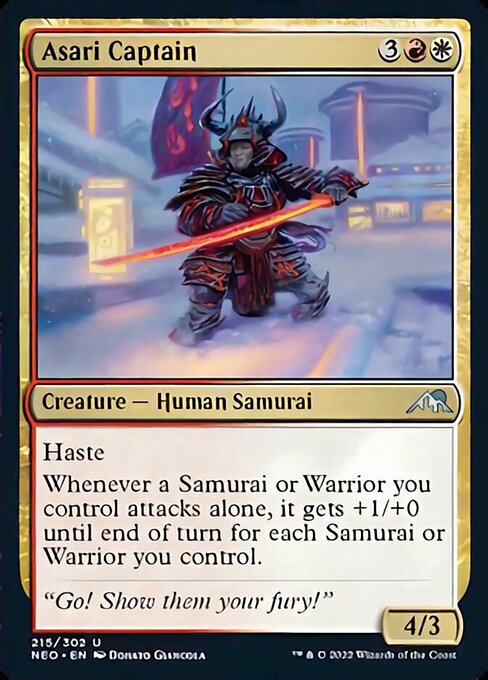 Asari Captain
3
Creature — Human Samurai
Haste
Whenever a Samurai or Warrior you
control attacks alone, it gets +1/+0
until end of turn for each Samurai or
Warrior you control.
“Go! Show them your fury!”
4/3
215/302 U
NEO • EN Donato Giancola
™ & © 2022 Wizards of the Coast